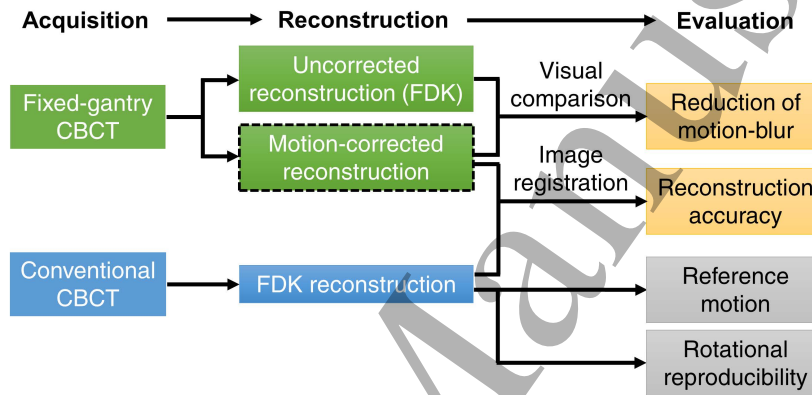 Acquisition Reconstruction Evaluation
Fixed-gantry
CBCT
Uncorrected
reconstruction (FDK)
Motion-corrected
reconstruction
Visual
comparison
Image
registration
Reduction of
motion-blur
Reconstruction
accuracy
Conventional
CBCT
FDK reconstruction
Reference
motion
Rotational
reproducibility
Manus